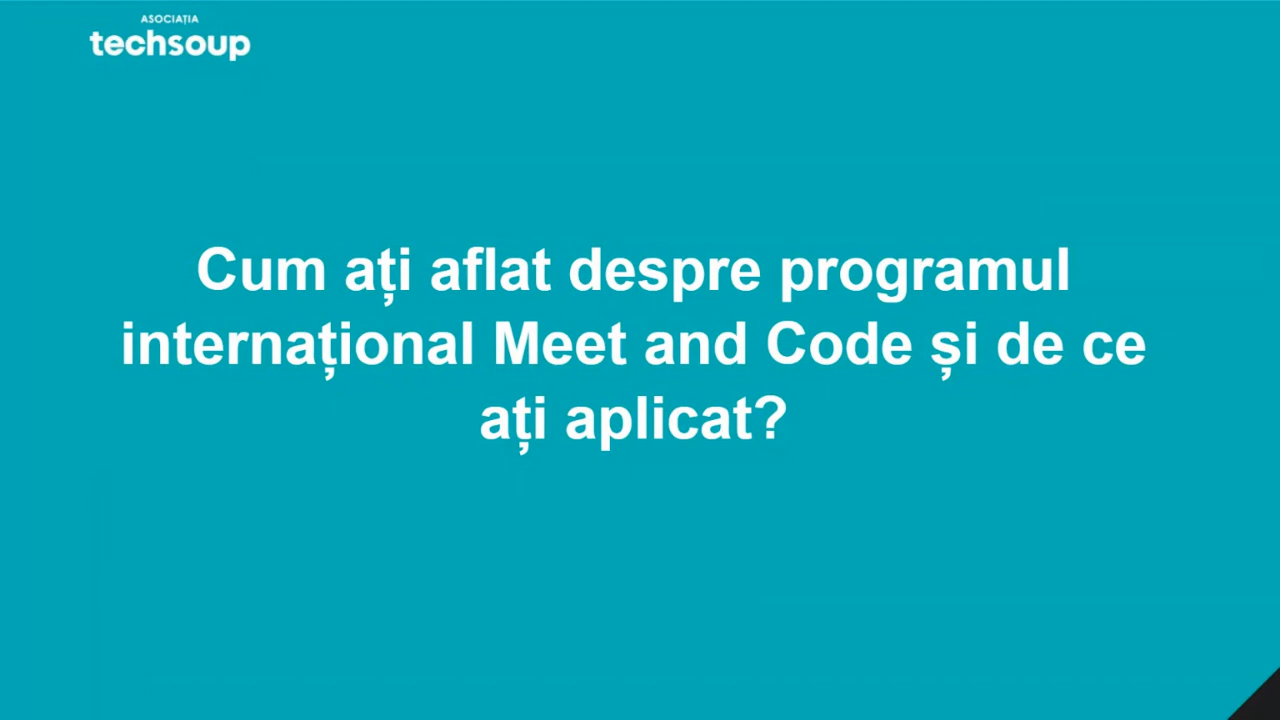 ASOCIAȚIA
techsoup
Cum ați aflat despre programul
internațional Meet and Code și de ce
ați aplicat?